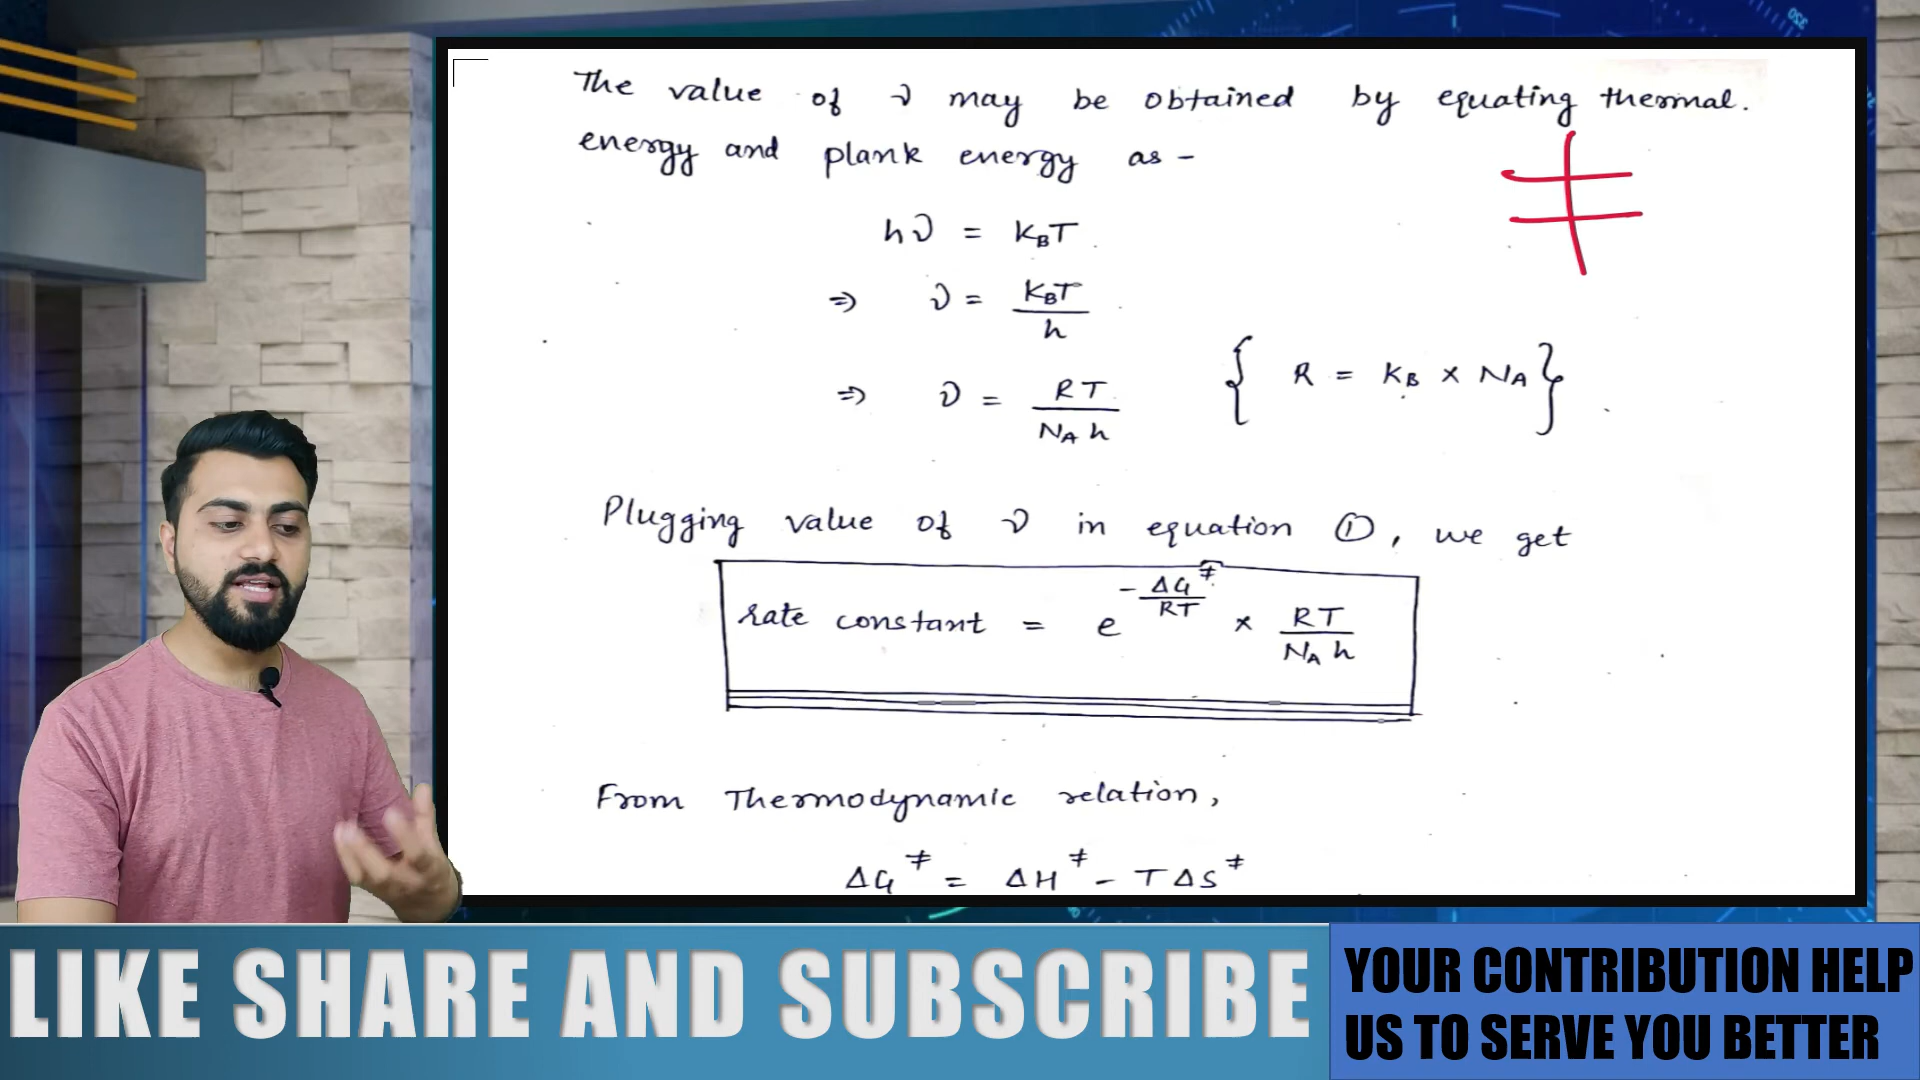 The value of ν may be obtained by equating thermal.
energy and plank energy as -
hν = KBT
⇒ ν = KBT / h
⇒ ν = RT / NA h { R = KB × NA }
Plugging value of ν in equation ①, we get
rate constant = e^(-ΔG≠/RT) × RT / NA h
From Thermodynamic relation,
ΔG≠ = ΔH≠ - TΔS≠
LIKE SHARE AND SUBSCRIBE
YOUR CONTRIBUTION HELP
US TO SERVE YOU BETTER